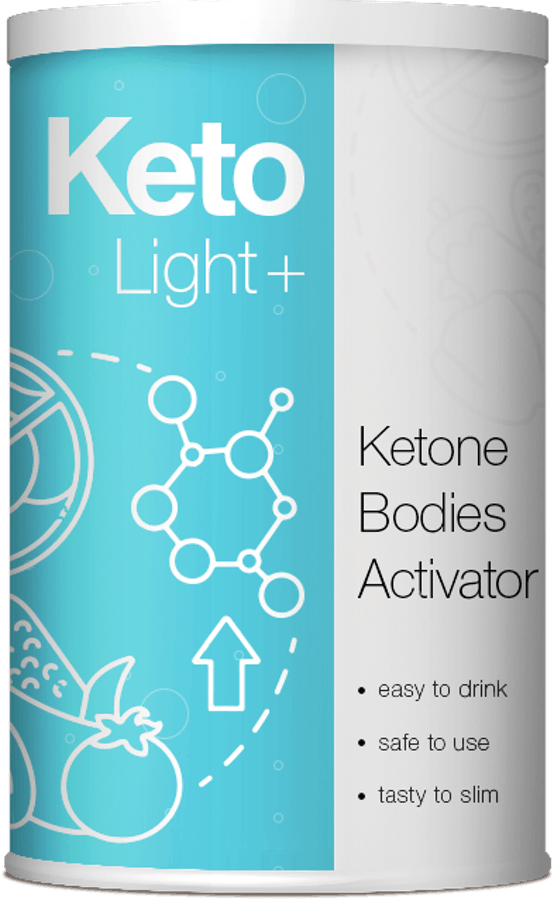 Keto
Light+
Ketone
Bodies
Activator
• easy to drink
• safe to use
• tasty to slim